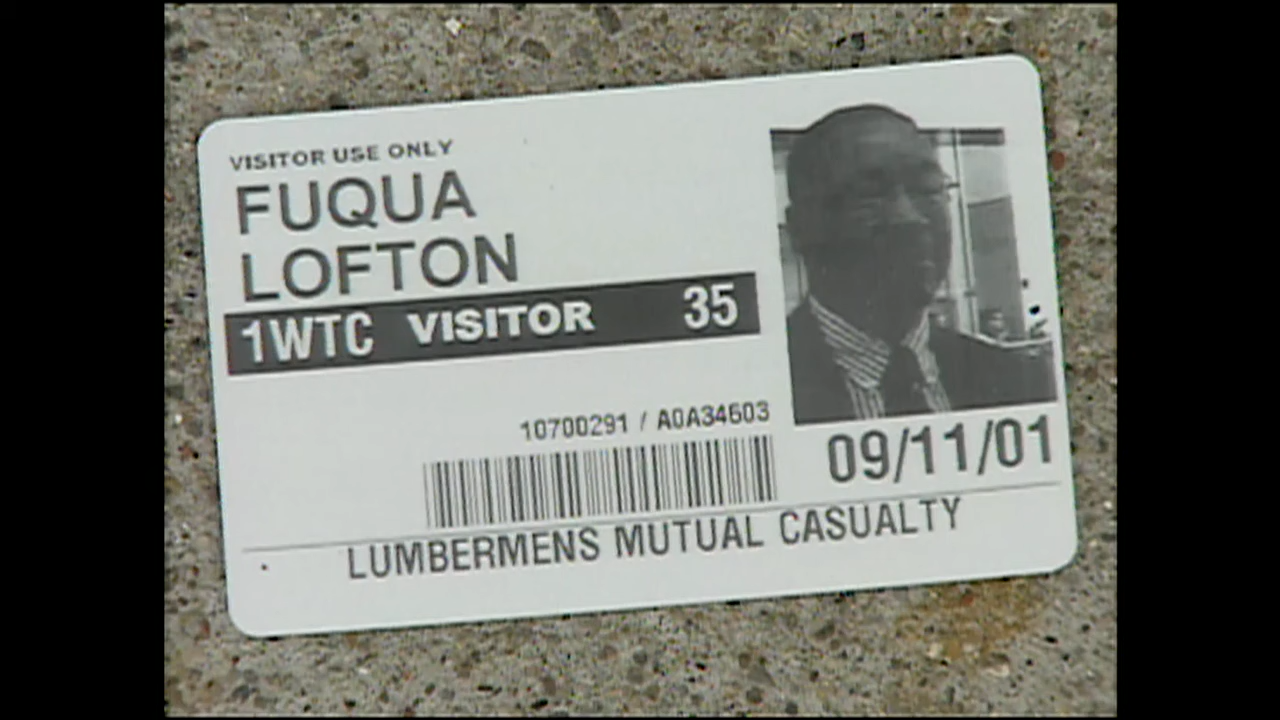 VISITOR USE ONLY
FUQUA
LOFTON
1WTC VISITOR 35
10700291 / A0A34603
09/11/01
LUMBERMENS MUTUAL CASUALTY